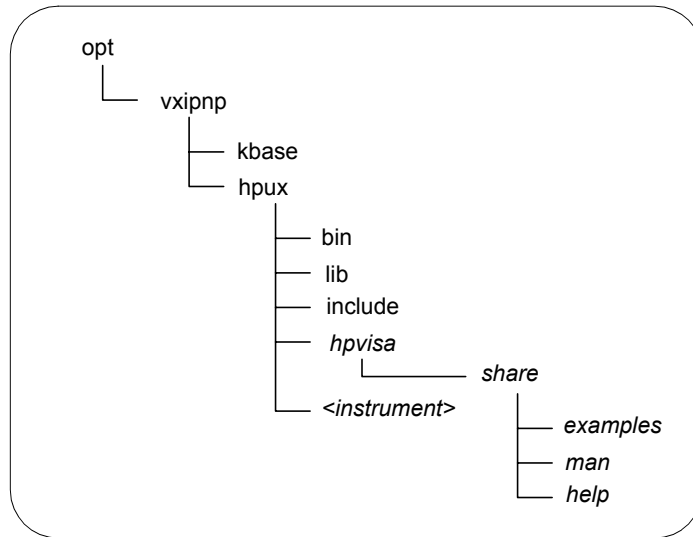 opt
vxipnp
kbase
hpux
bin
lib
include
hpvisa
share
<instrument>
examples
man
help